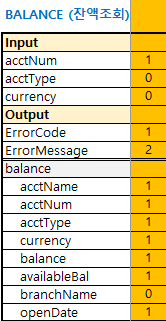 BALANCE (잔액조회)
Input
acctNum 1
acctType 0
currency 0
Output
ErrorCode 1
ErrorMessage 2
balance
acctName 1
acctNum 1
acctType 1
currency 1
balance 1
availableBal 1
branchName 0
openDate 1